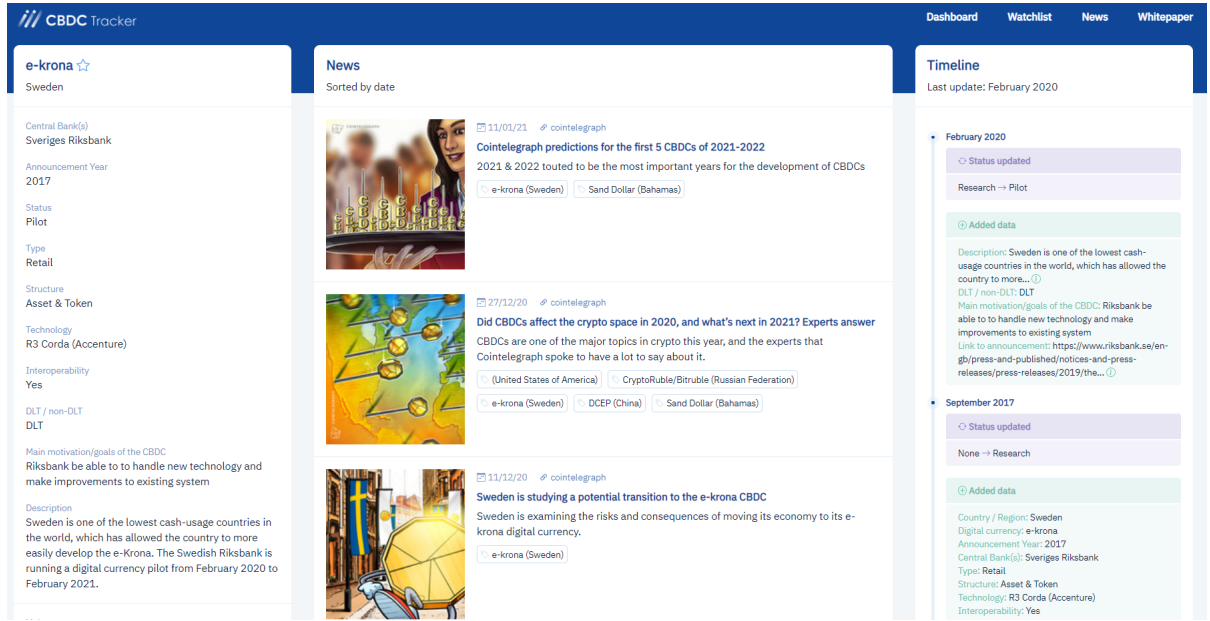 CBDC Tracker
Dashboard
Watchlist
News
Whitepaper
e-krona
Sweden
Central Bank(s)
Sveriges Riksbank
Announcement Year
2017
Status
Pilot
Type
Retail
Structure
Asset & Token
Technology
R3 Corda (Accenture)
Interoperability
Yes
DLT / non-DLT
DLT
Main motivation/goals of the CBDC
Riksbank be able to to handle new technology and
make improvements to existing system
Description
Sweden is one of the lowest cash-usage countries in
the world, which has allowed the country to more
easily develop the e-Krona. The Swedish Riksbank is
running a digital currency pilot from February 2020 to
February 2021.
News
Sorted by date
COINTELEGRAPH
11/01/21 cointelegraph
Cointelegraph predictions for the first 5 CBDCs of 2021-2022
2021 & 2022 touted to be the most important years for the development of CBDCs
e-krona (Sweden) Sand Dollar (Bahamas)
27/12/20 cointelegraph
Did CBDCs affect the crypto space in 2020, and what's next in 2021? Experts answer
CBDCs are one of the major topics in crypto this year, and the experts that
Cointelegraph spoke to have a lot to say about it.
(United States of America) CryptoRuble/Bitruble (Russian Federation)
e-krona (Sweden) DCEP (China) Sand Dollar (Bahamas)
11/12/20 cointelegraph
Sweden is studying a potential transition to the e-krona CBDC
Sweden is examining the risks and consequences of moving its economy to its e-
krona digital currency.
e-krona (Sweden)
Timeline
Last update: February 2020
February 2020
Status updated
Research → Pilot
Added data
Description: Sweden is one of the lowest cash-
usage countries in the world, which has allowed the
country to more...
DLT / non-DLT: DLT
Main motivation/goals of the CBDC: Riksbank be
able to to handle new technology and make
improvements to existing system
Link to announcement: https://www.riksbank.se/en-
gb/press-and-published/notices-and-press-
releases/press-releases/2019/the...
September 2017
Status updated
None → Research
Added data
Country / Region: Sweden
Digital currency: e-krona
Announcement Year: 2017
Central Bank(s): Sveriges Riksbank
Type: Retail
Structure: Asset & Token
Technology: R3 Corda (Accenture)
Interoperability: Yes